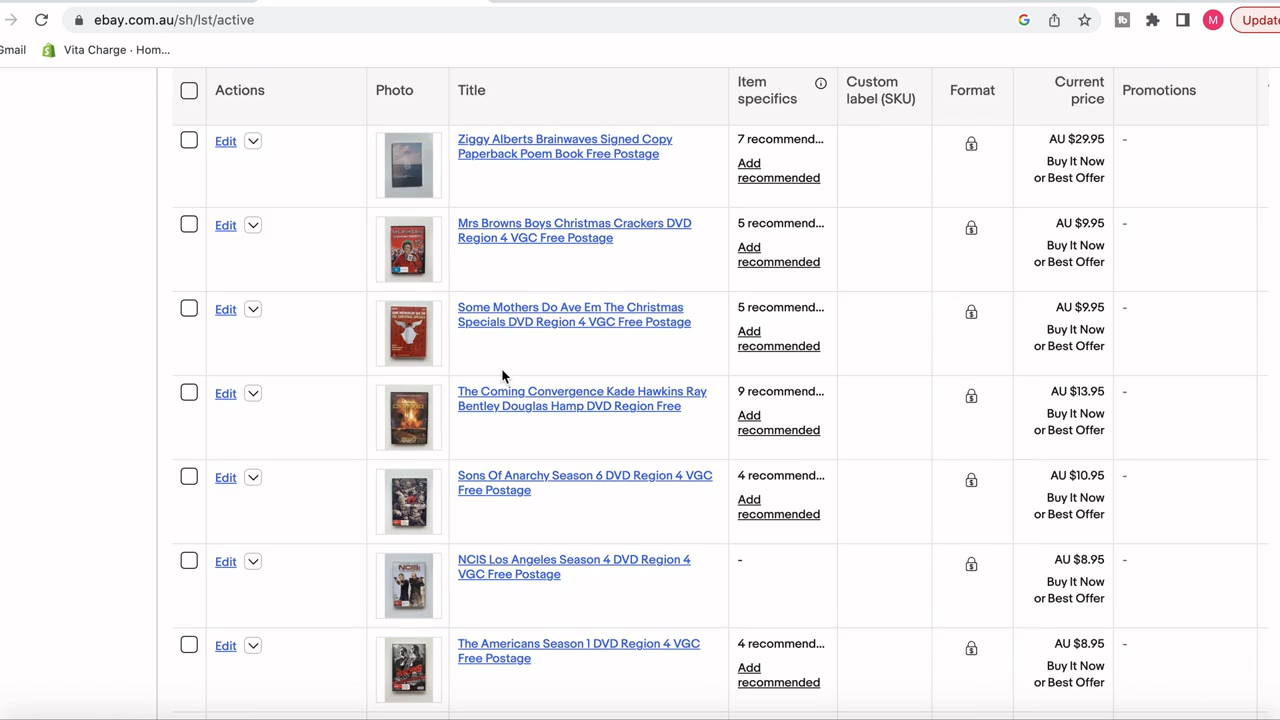 ebay.com.au/sh/lst/active
Update
Gmail
Vita Charge · Hom...
M
Actions
Photo
Title
Item specifics
Custom label (SKU)
Format
Current price
Promotions
Edit
Ziggy Alberts Brainwaves Signed Copy
Paperback Poem Book Free Postage
7 recommend...
Add
recommended
AU $29.95
Buy It Now
or Best Offer
-
Edit
Mrs Browns Boys Christmas Crackers DVD
Region 4 VGC Free Postage
5 recommend...
Add
recommended
AU $9.95
Buy It Now
or Best Offer
-
Edit
Some Mothers Do Ave Em The Christmas
Specials DVD Region 4 VGC Free Postage
5 recommend...
Add
recommended
AU $9.95
Buy It Now
or Best Offer
-
Edit
The Coming Convergence Kade Hawkins Ray
Bentley Douglas Hamp DVD Region Free
9 recommend...
Add
recommended
AU $13.95
Buy It Now
or Best Offer
-
Edit
Sons Of Anarchy Season 6 DVD Region 4 VGC
Free Postage
4 recommend...
Add
recommended
AU $10.95
Buy It Now
or Best Offer
-
Edit
NCIS Los Angeles Season 4 DVD Region 4
VGC Free Postage
-
AU $8.95
Buy It Now
or Best Offer
-
Edit
The Americans Season 1 DVD Region 4 VGC
Free Postage
4 recommend...
Add
recommended
AU $8.95
Buy It Now
or Best Offer
-